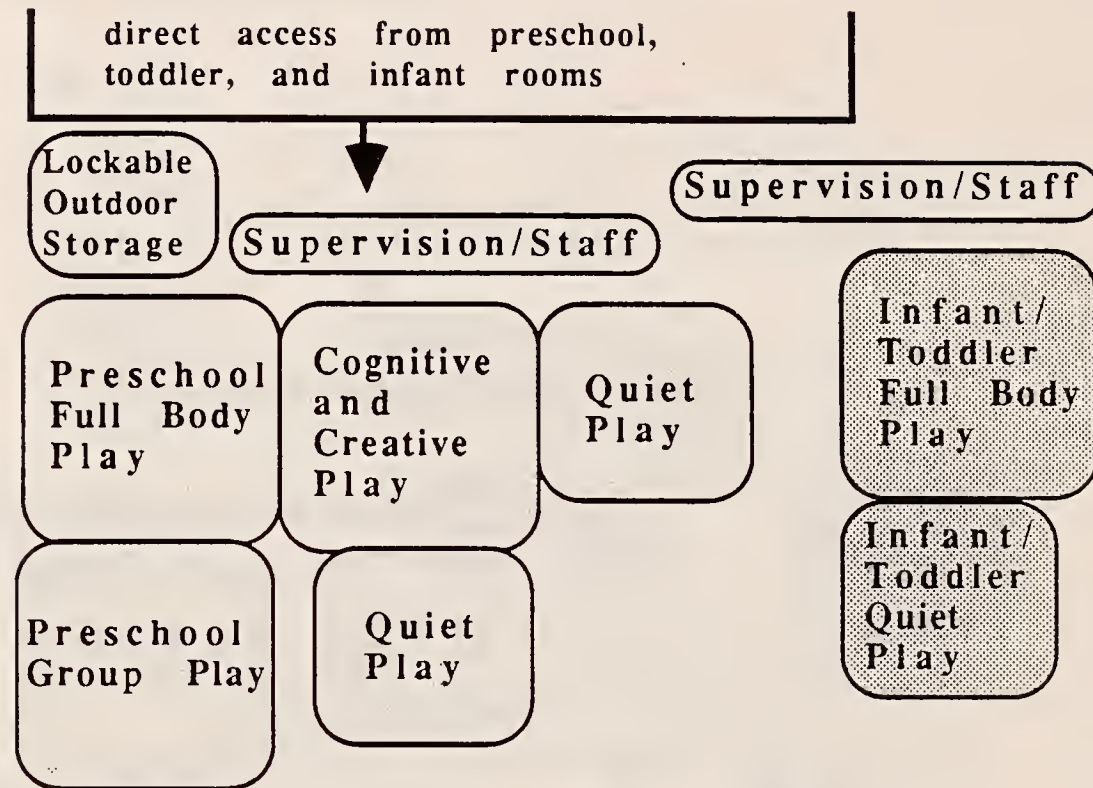 direct access from preschool,
toddler, and infant rooms
Lockable
Outdoor
Storage
Supervision/Staff
Supervision/Staff
Preschool
Full Body
Play
Cognitive
and
Creative
Play
Quiet
Play
Infant/
Toddler
Full Body
Play
Preschool
Group Play
Quiet
Play
Infant/
Toddler
Quiet
Play